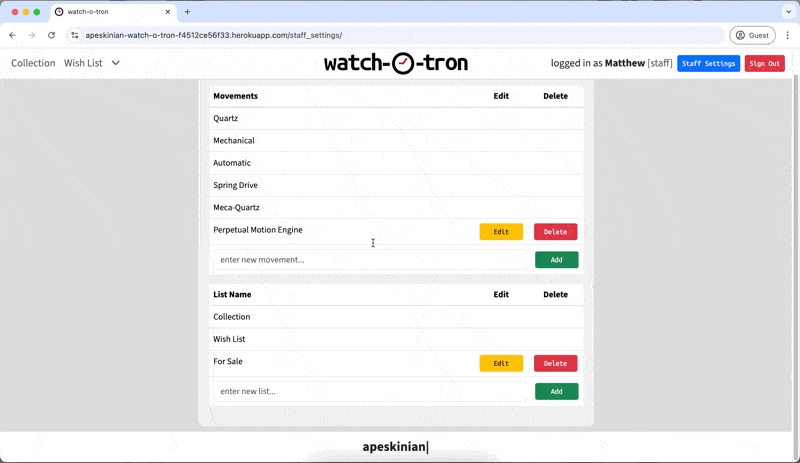 watch-o-tron
apeskinian-watch-o-tron-f4512ce56f33.herokuapp.com/staff_settings/
Guest
Collection Wish List watch-o-tron logged in as Matthew [staff] Staff Settings Sign Out
Movements Edit Delete
Quartz
Mechanical
Automatic
Spring Drive
Meca-Quartz
Perpetual Motion Engine Edit Delete
enter new movement... Add
List Name Edit Delete
Collection
Wish List
For Sale Edit Delete
enter new list... Add
apeskinian|